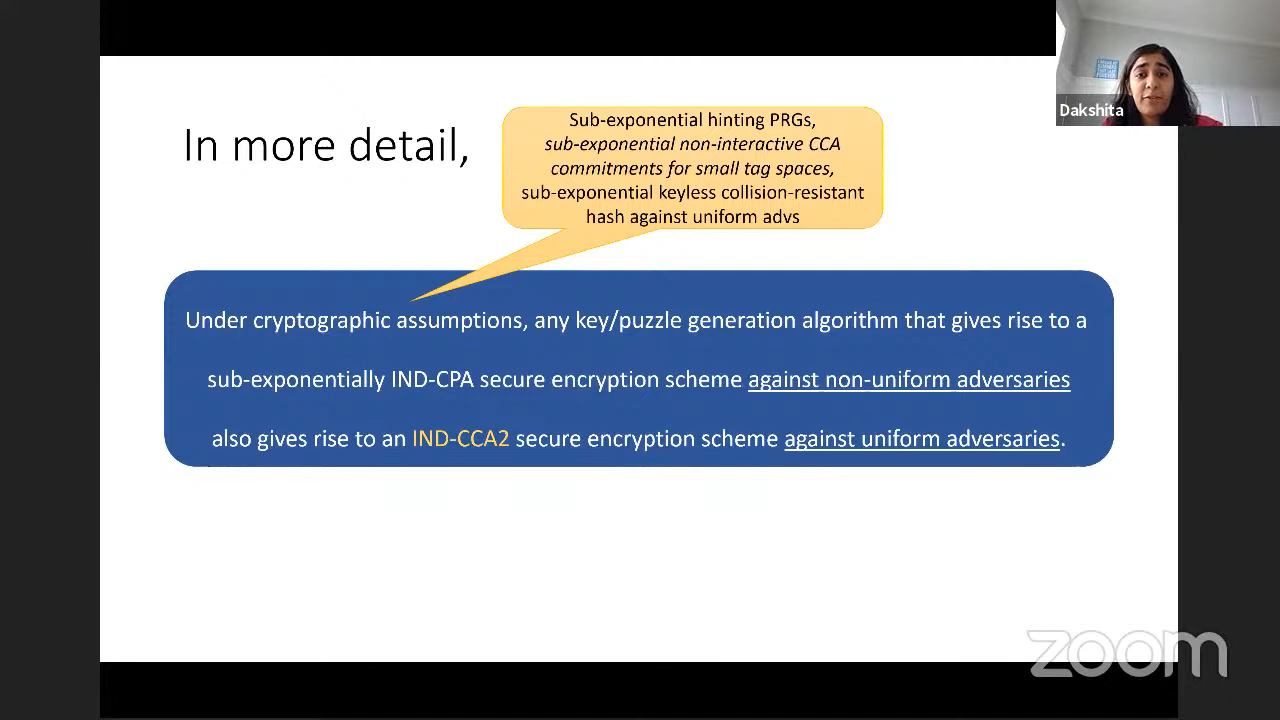 Dakshita
In more detail,
Sub-exponential hinting PRGs,
sub-exponential non-interactive CCA
commitments for small tag spaces,
sub-exponential keyless collision-resistant
hash against uniform advs
Under cryptographic assumptions, any key/puzzle generation algorithm that gives rise to a
sub-exponentially IND-CPA secure encryption scheme against non-uniform adversaries
also gives rise to an IND-CCA2 secure encryption scheme against uniform adversaries.
zoom